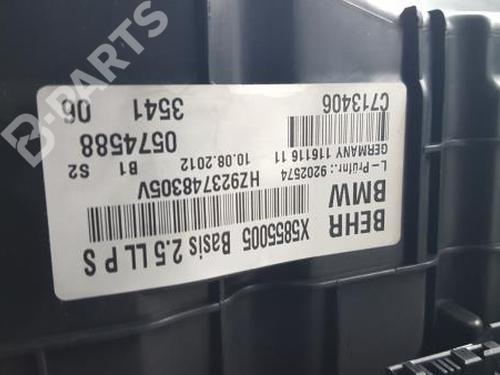 BEHR
BMW
X5855005 Basis 2.5 LL P S
L-Prüfnr.: 9202574
GERMANY 116116 11
C713406
HZ923748305V
10.08.2012
B1
S2
0574588
3541
06
B-PARTS